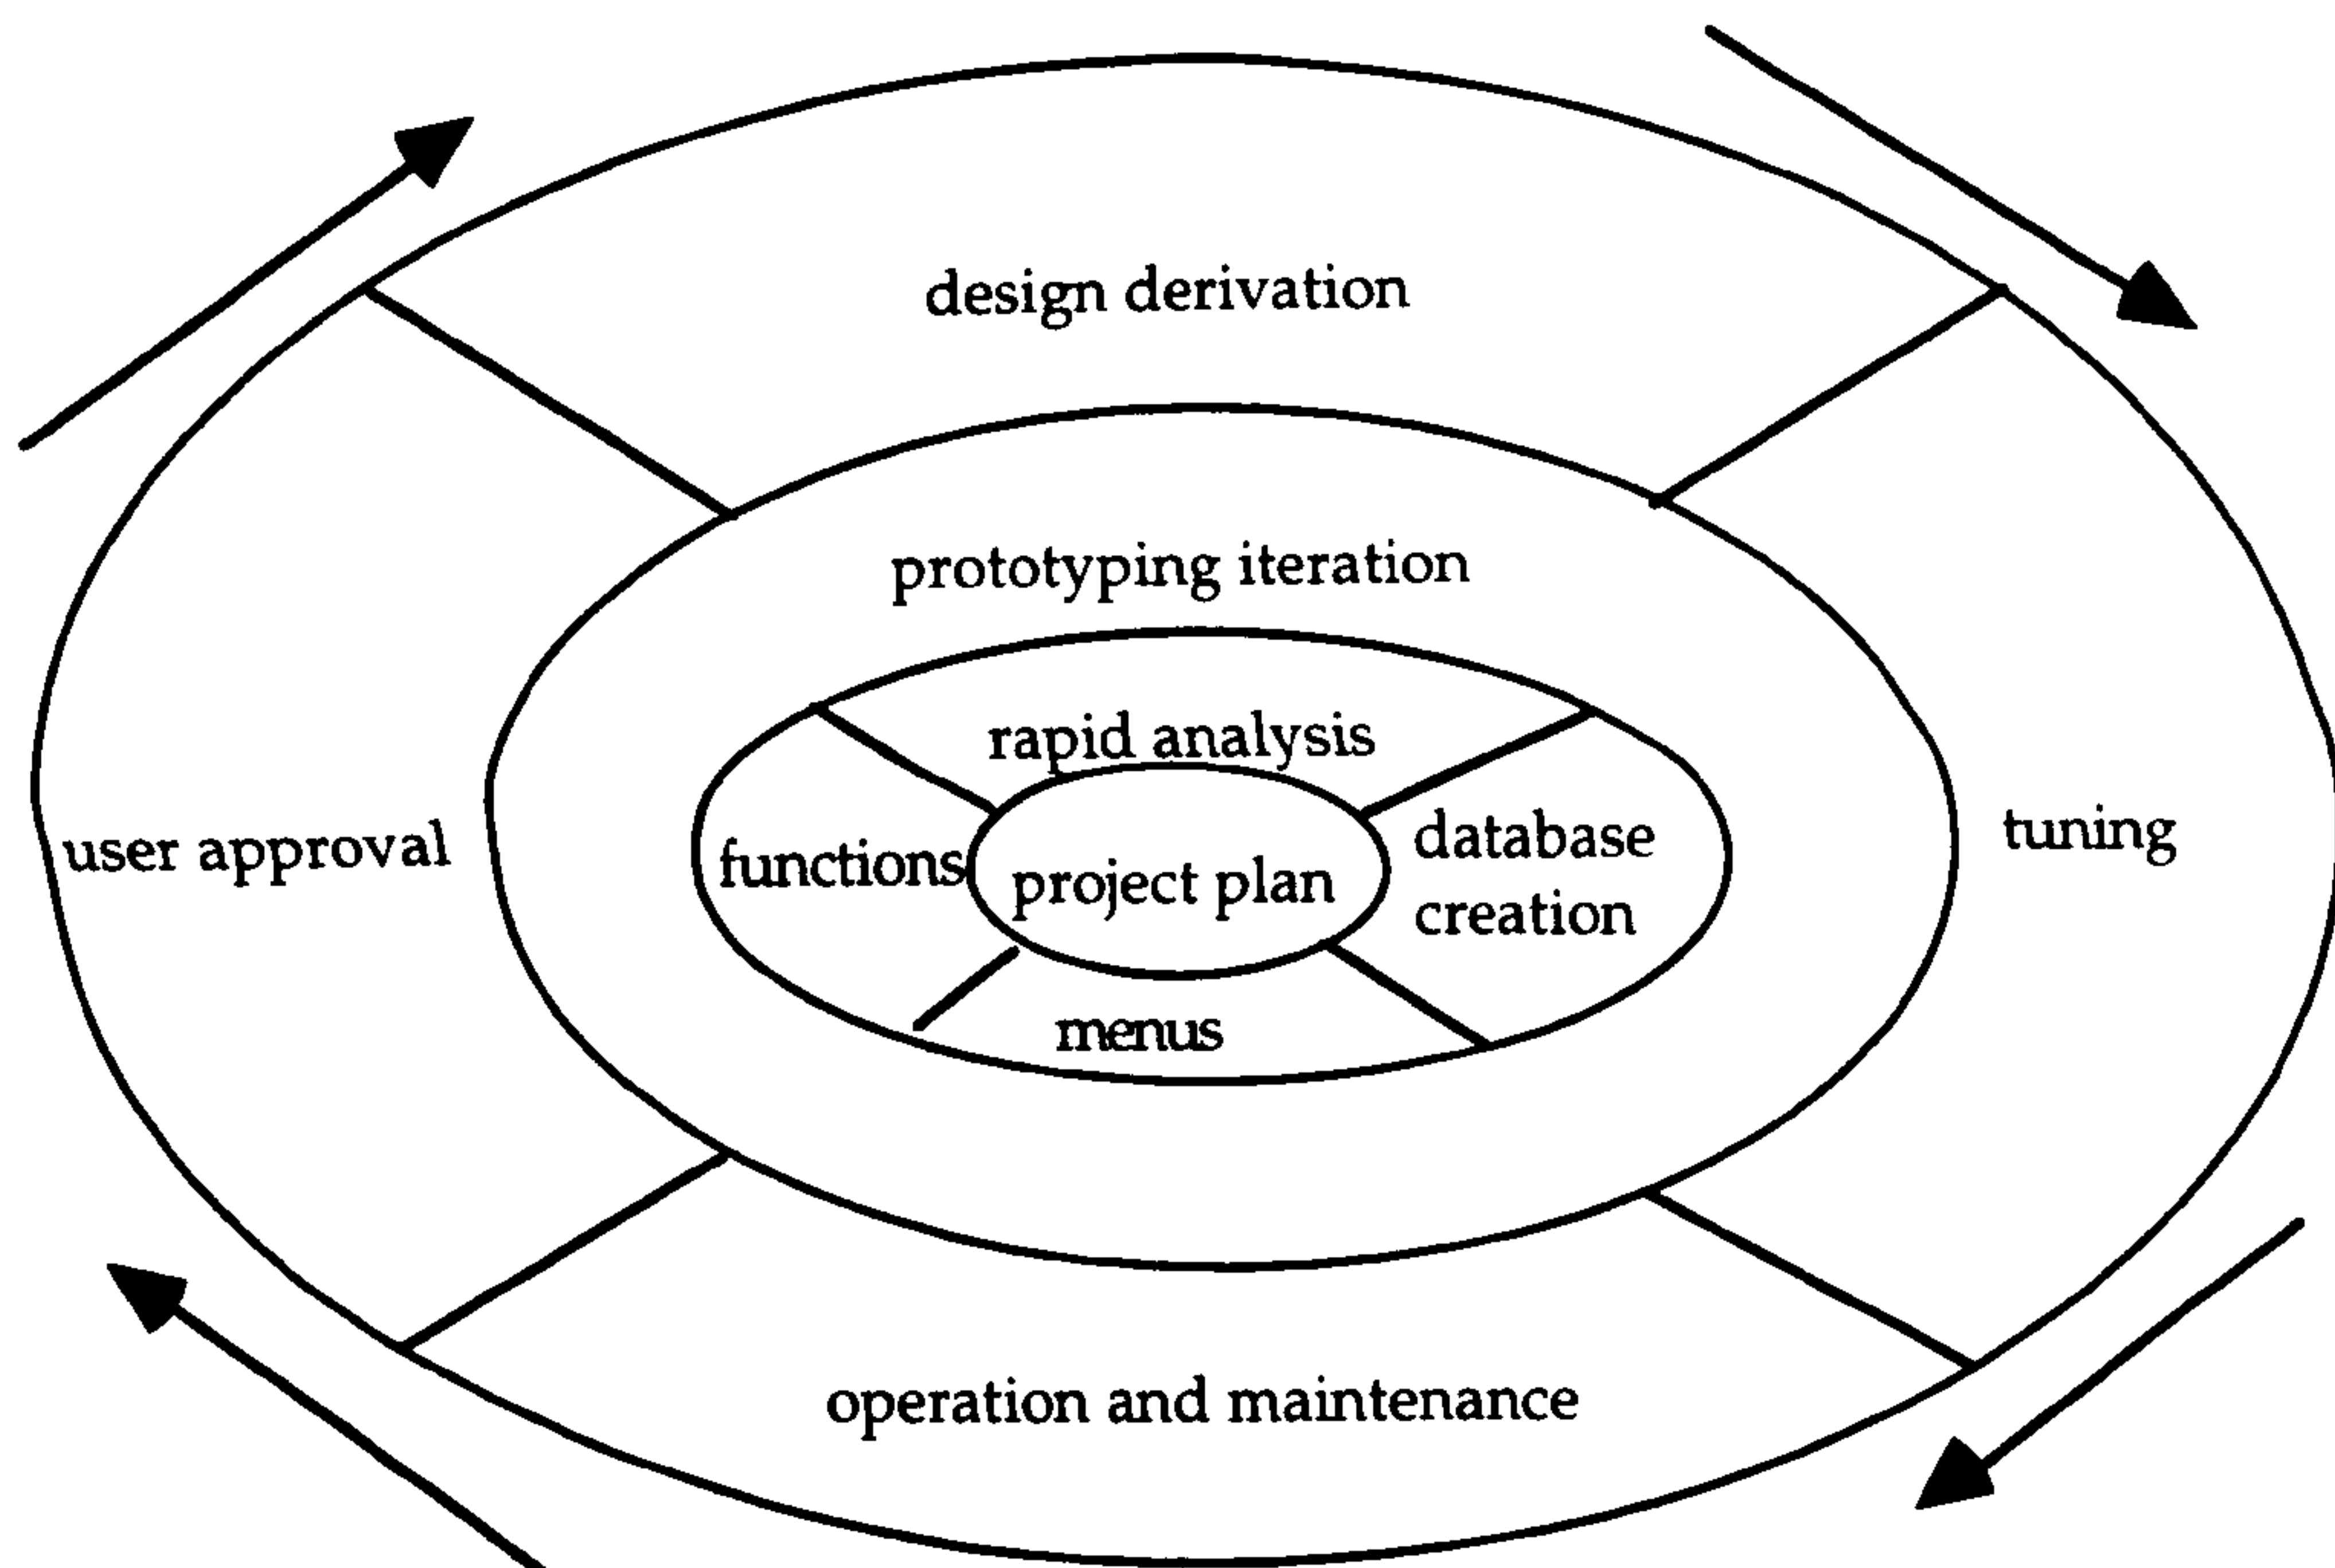 design derivation
prototyping iteration
rapid analysis
user approval
functions
project plan
database
creation
tuning
menus
operation and maintenance